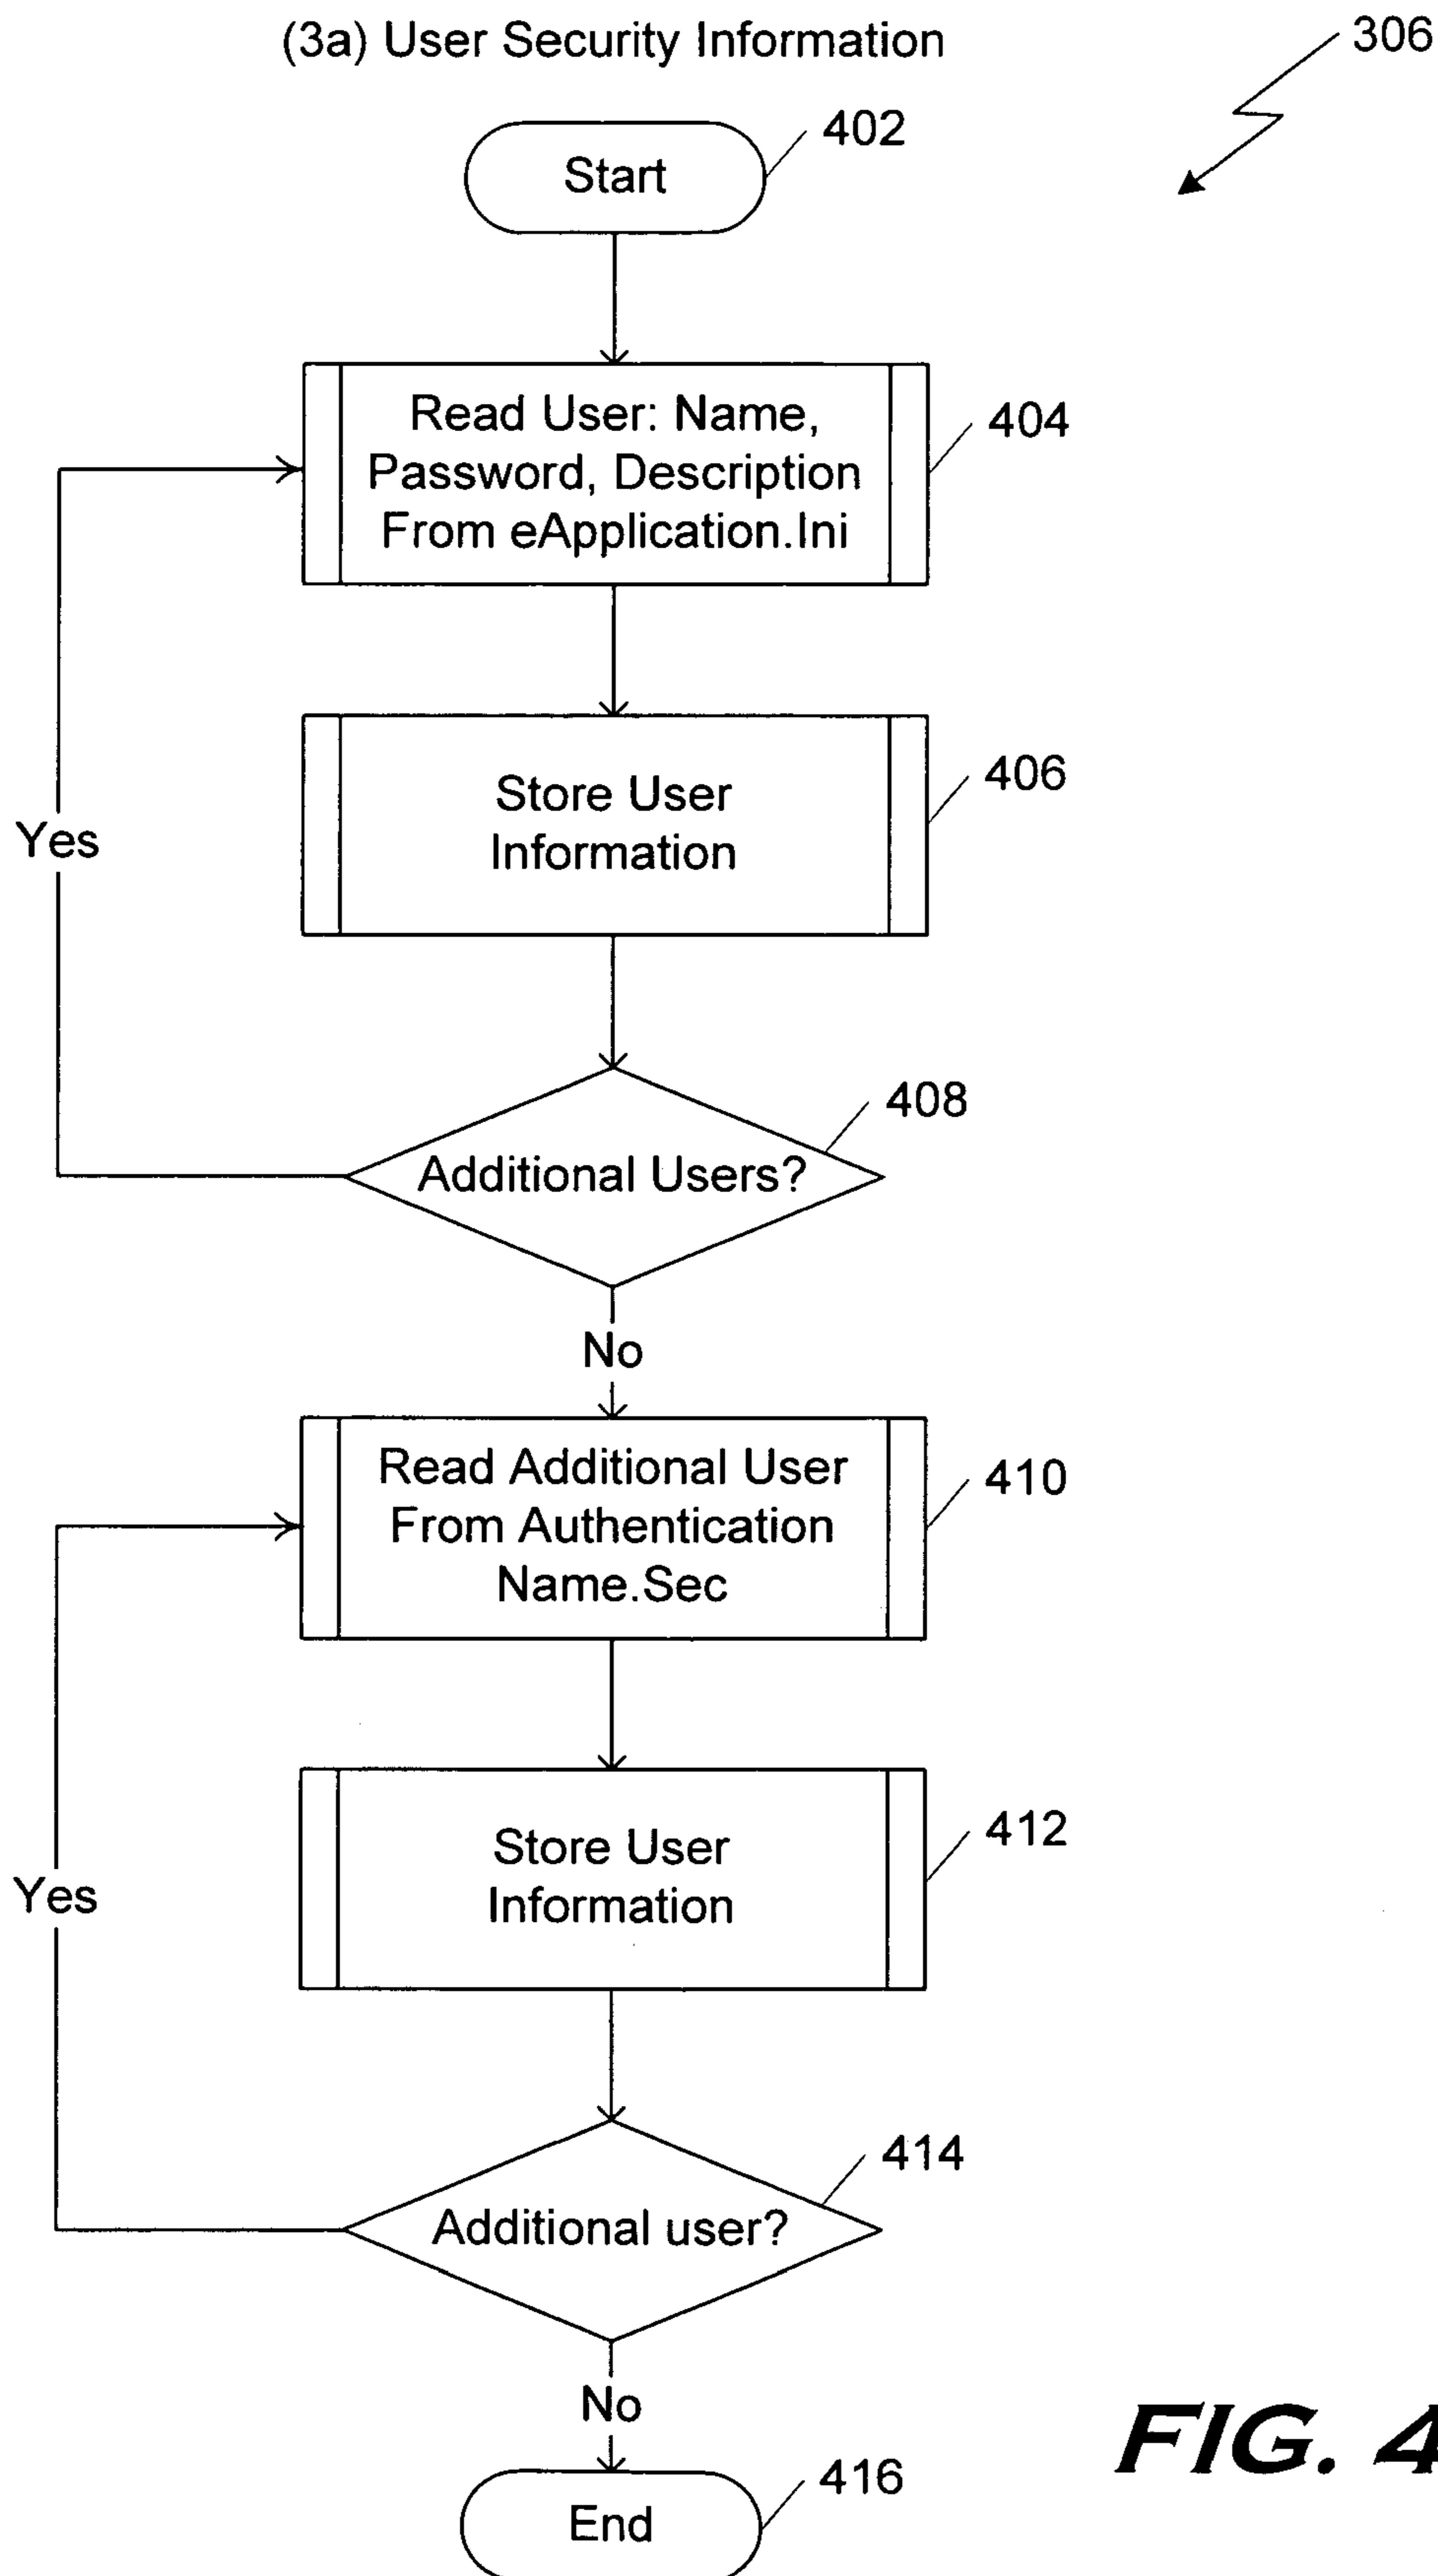 (3a) User Security Information
306
402
Start
Read User: Name,
Password, Description
From eApplication.Ini
404
Store User
Information
406
Yes
408
Additional Users?
No
Read Additional User
From Authentication
Name.Sec
410
Store User
Information
412
Yes
414
Additional user?
No
416
End
FIG. 4